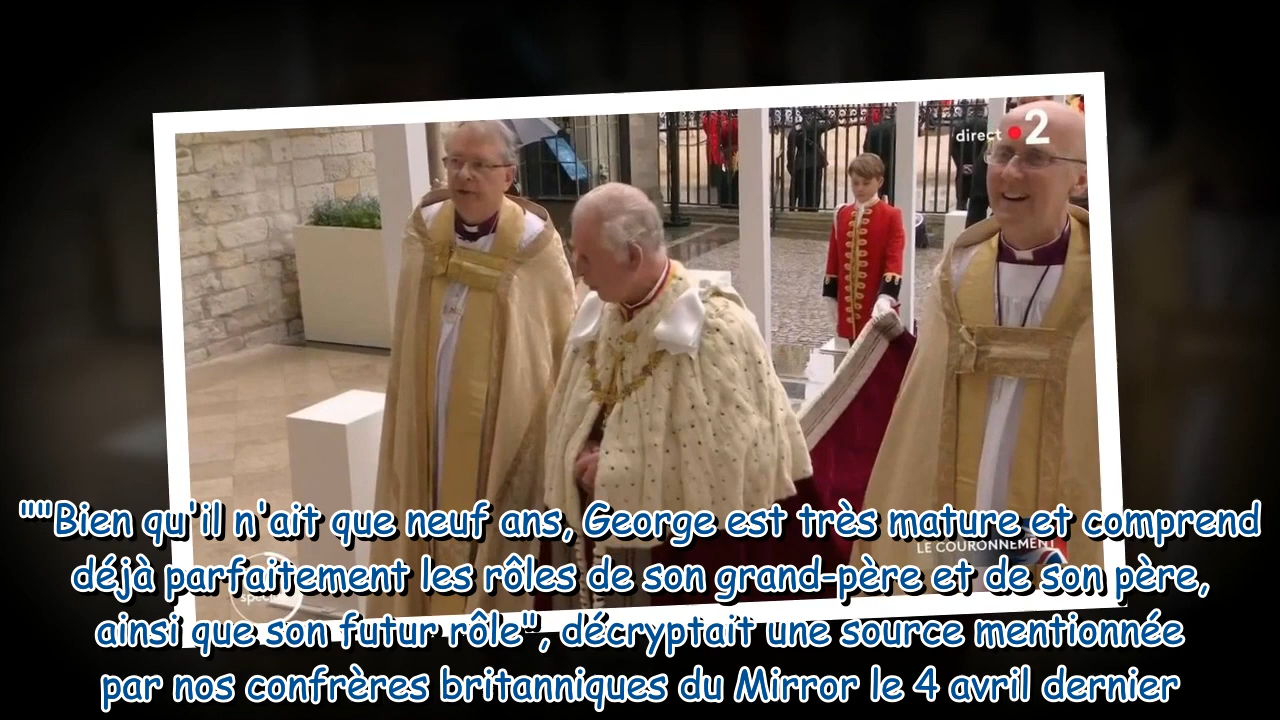 direct 2
LE COURONNEMENT
spécial
""Bien qu'il n'ait que neuf ans, George est très mature et comprend
déjà parfaitement les rôles de son grand-père et de son père,
ainsi que son futur rôle", décryptait une source mentionnée
par nos confrères britanniques du Mirror le 4 avril dernier